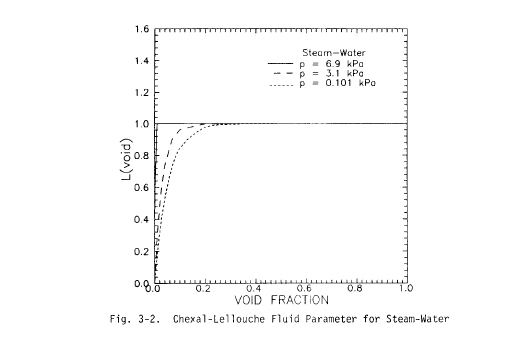 1.6
Steam-Water
p = 6.9 kPa
1.4
p = 3.1 kPa
p = 0.101 kPa
1.2
1.0
L(void)
0.8
0.6
0.4
0.2
0.0
0.0 0.2 0.4 0.6 0.8 1.0
VOID FRACTION
Fig. 3-2. Chexal-Lellouche Fluid Parameter for Steam-Water